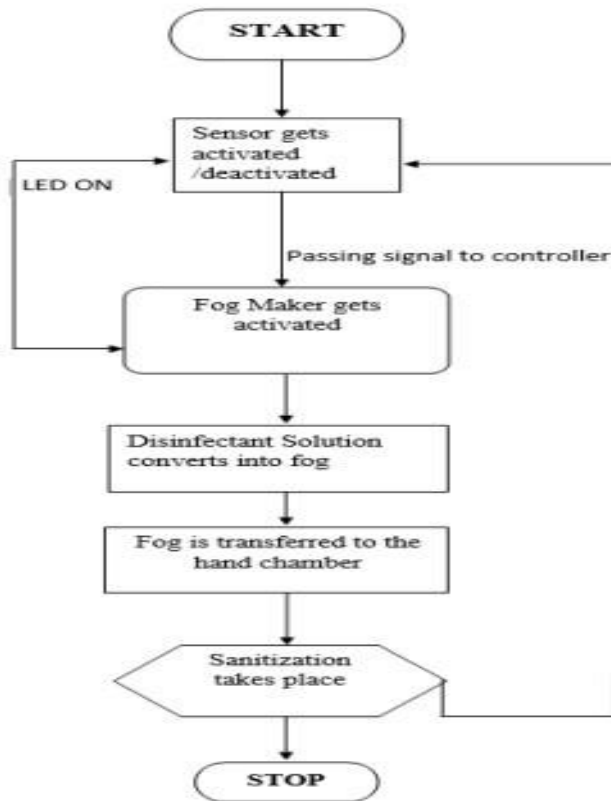 START
Sensor gets
activated
/deactivated
LED ON
Passing signal to controller
Fog Maker gets
activated
Disinfectant Solution
converts into fog
Fog is transferred to the
hand chamber
Sanitization
takes place
STOP